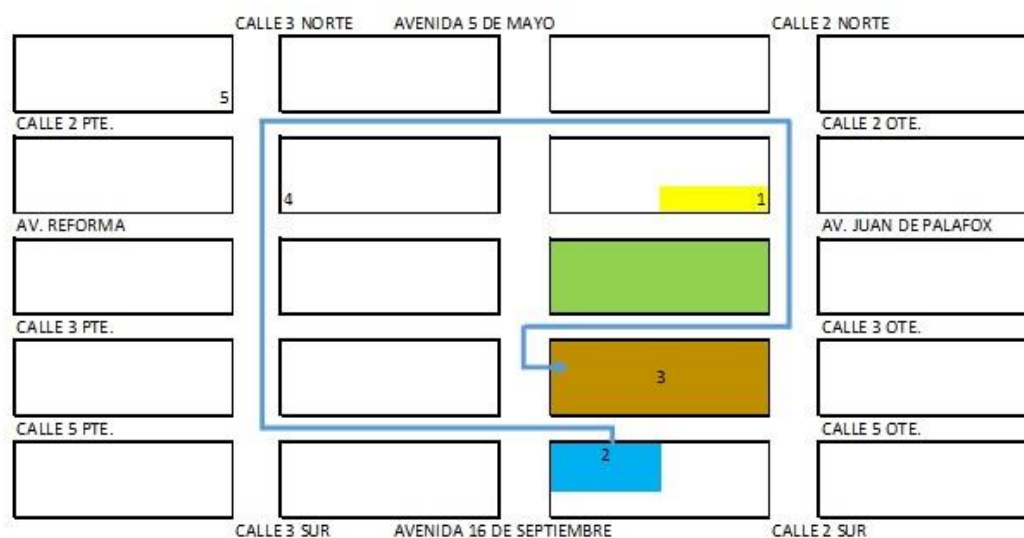 CALLE 3 NORTE AVENIDA 5 DE MAYO CALLE 2 NORTE
5
CALLE 2 PTE. CALLE 2 OTE.
4 1
AV. REFORMA AV. JUAN DE PALAFOX
CALLE 3 PTE. CALLE 3 OTE.
3
CALLE 5 PTE. CALLE 5 OTE.
2
CALLE 3 SUR AVENIDA 16 DE SEPTIEMBRE CALLE 2 SUR